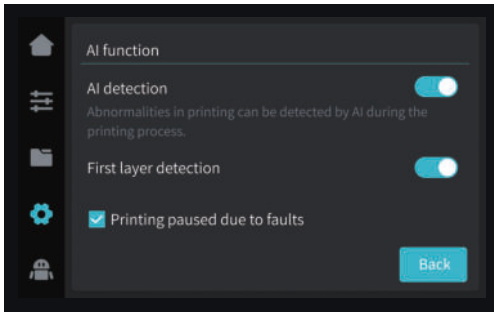 AI function
AI detection
Abnormalities in printing can be detected by AI during the
printing process.
First layer detection
Printing paused due to faults
Back